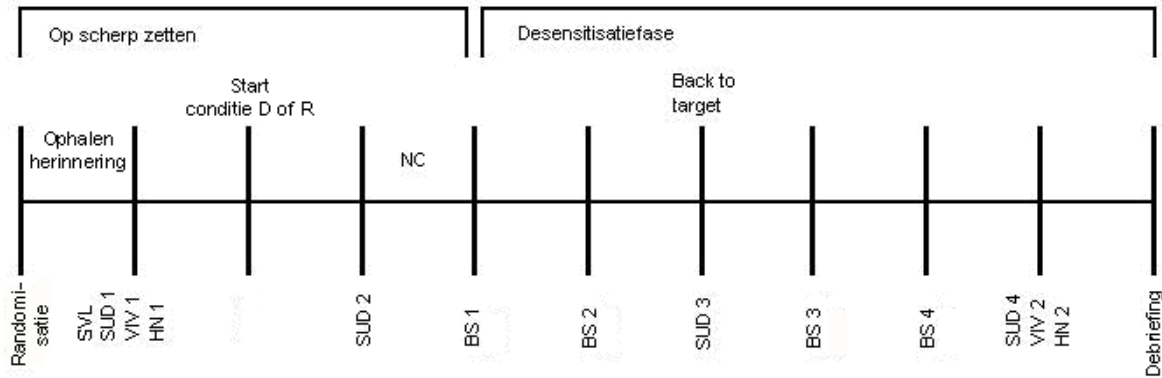 Op scherp zetten
Desensitisatiefase
Start
conditie D of R
Back to
target
Ophalen
herinnering
NC
Randomi-
satie
SVL
SUD 1
VIV 1
HN 1
SUD 2
BS 1
BS 2
SUD 3
BS 3
BS 4
SUD 4
VIV 2
HN 2
Debriefing